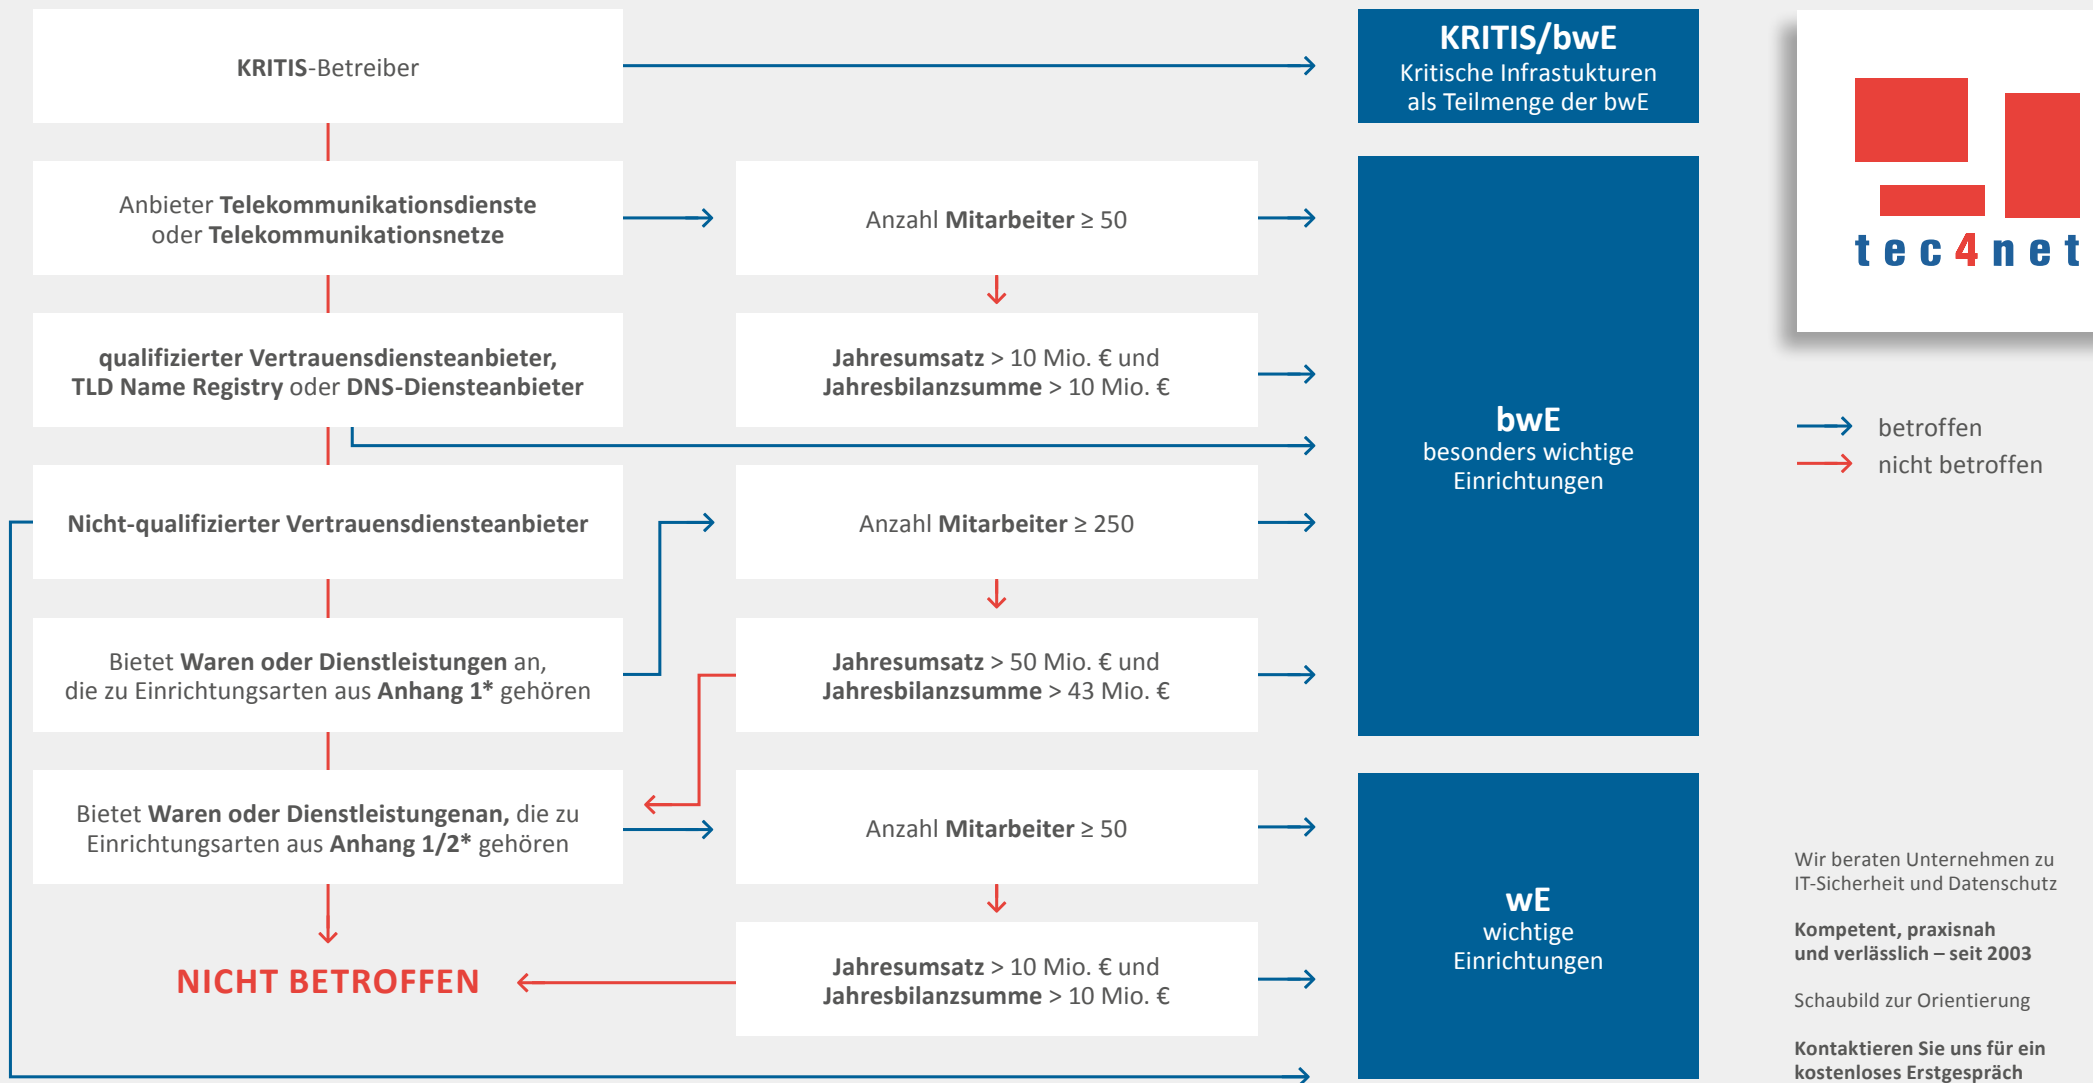 KRITIS-Betreiber
KRITIS/bwE
Kritische Infrastukturen
als Teilmenge der bwE
Anbieter Telekommunikationsdienste
oder Telekommunikationsnetze
Anzahl Mitarbeiter ≥ 50
qualifizierter Vertrauensdiensteanbieter,
TLD Name Registry oder DNS-Diensteanbieter
Jahresumsatz > 10 Mio. € und
Jahresbilanzsumme > 10 Mio. €
bwE
besonders wichtige
Einrichtungen
Nicht-qualifizierter Vertrauensdiensteanbieter
Anzahl Mitarbeiter ≥ 250
Bietet Waren oder Dienstleistungen an,
die zu Einrichtungsarten aus Anhang 1* gehören
Jahresumsatz > 50 Mio. € und
Jahresbilanzsumme > 43 Mio. €
Bietet Waren oder Dienstleistungenan, die zu
Einrichtungsarten aus Anhang 1/2* gehören
Anzahl Mitarbeiter ≥ 50
wE
wichtige
Einrichtungen
NICHT BETROFFEN
Jahresumsatz > 10 Mio. € und
Jahresbilanzsumme > 10 Mio. €
tec4net
betroffen
nicht betroffen
Wir beraten Unternehmen zu
IT-Sicherheit und Datenschutz
Kompetent, praxisnah
und verlässlich – seit 2003
Schaubild zur Orientierung
Kontaktieren Sie uns für ein
kostenloses Erstgespräch